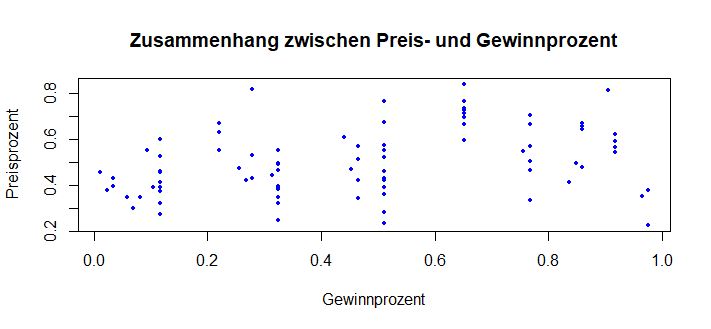 Zusammenhang zwischen Preis- und Gewinnprozent
Preisprozent
0.8
0.6
0.4
0.2
0.0 0.2 0.4 0.6 0.8 1.0
Gewinnprozent